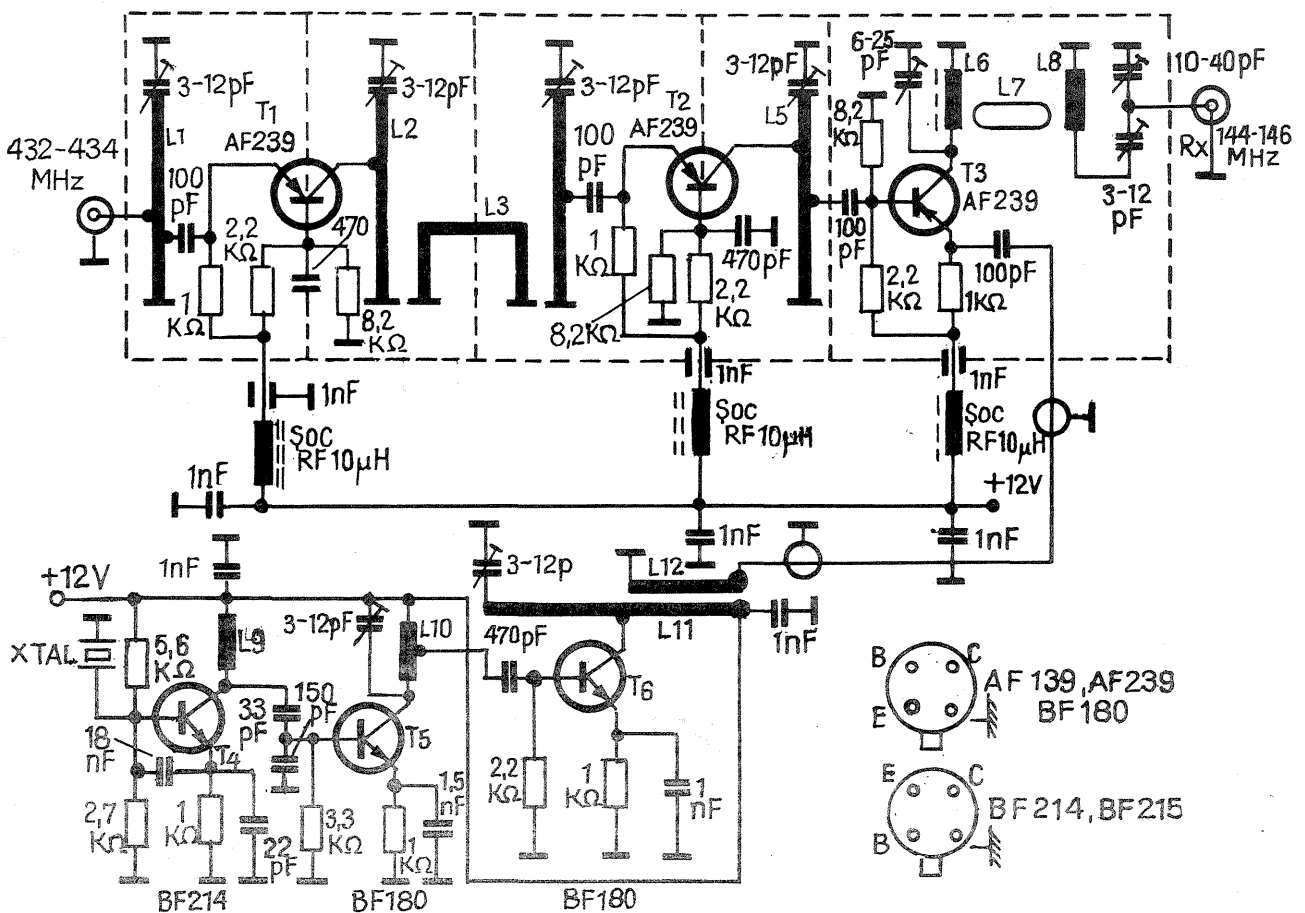 6-25
pF
L6
L8
10-40pF
3-12pF
3-12pF
3-12pF
3-12pF
L7
T1
AF239
T2
AF239
L1
L2
L5
8,2
KΩ
432-434
MHz
100
pF
100
pF
T3
AF239
Rx
144-146
MHz
3-12
pF
L3
2,2
KΩ
470
1
KΩ
470pF
100
pF
100pF
1
KΩ
8,2
KΩ
8,2KΩ
2,2
KΩ
2,2
KΩ
1KΩ
1nF
1nF
1nF
ŞOC
RF10µH
ŞOC
RF10µH
ŞOC
RF10µH
1nF
+12V
1nF
1nF
1nF
+12V
3-12p
L12
L11
1nF
XTAL
5,6
KΩ
L9
3-12pF
L10
470pF
T6
150
pF
33
pF
18
nF
T4
T5
2,7
KΩ
1
KΩ
22
pF
3,3
KΩ
1
KΩ
1,5
nF
2,2
KΩ
1
KΩ
1
nF
BF214
BF180
BF180
B
C
E
AF139,AF239
BF180
E
C
B
BF214,BF215